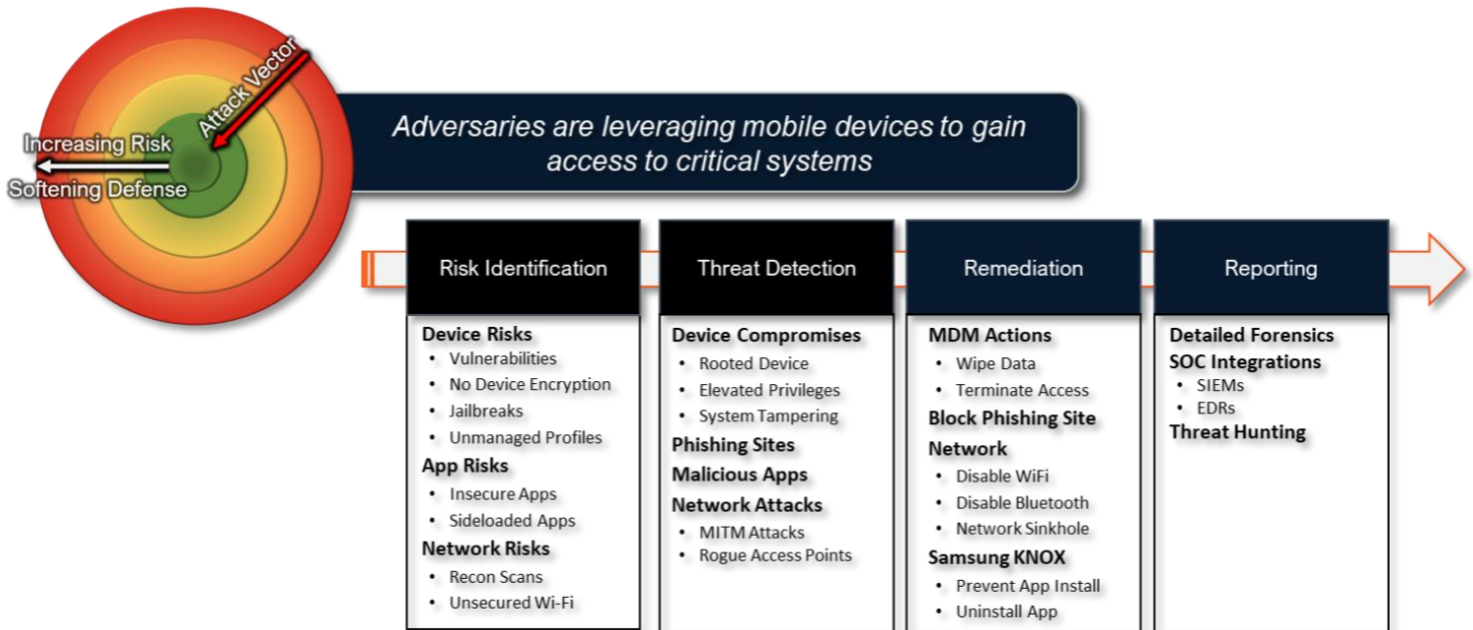 Attack Vector
Increasing Risk
Softening Defense
Adversaries are leveraging mobile devices to gain
access to critical systems
Risk Identification
Device Risks
• Vulnerabilities
• No Device Encryption
• Jailbreaks
• Unmanaged Profiles
App Risks
• Insecure Apps
• Sideloaded Apps
Network Risks
• Recon Scans
• Unsecured Wi-Fi
Threat Detection
Device Compromises
• Rooted Device
• Elevated Privileges
• System Tampering
Phishing Sites
Malicious Apps
Network Attacks
• MITM Attacks
• Rogue Access Points
Remediation
MDM Actions
• Wipe Data
• Terminate Access
Block Phishing Site
Network
• Disable WiFi
• Disable Bluetooth
• Network Sinkhole
Samsung KNOX
• Prevent App Install
• Uninstall App
Reporting
Detailed Forensics
SOC Integrations
• SIEMs
• EDRs
Threat Hunting